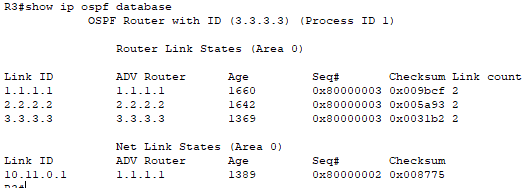 R3#show ip ospf database
OSPF Router with ID (3.3.3.3) (Process ID 1)
Router Link States (Area 0)
Link ID ADV Router Age Seq# Checksum Link count
1.1.1.1 1.1.1.1 1660 0x80000003 0x009bcf 2
2.2.2.2 2.2.2.2 1642 0x80000003 0x005a93 2
3.3.3.3 3.3.3.3 1369 0x80000003 0x0031b2 2
Net Link States (Area 0)
Link ID ADV Router Age Seq# Checksum
10.11.0.1 1.1.1.1 1389 0x80000002 0x008775